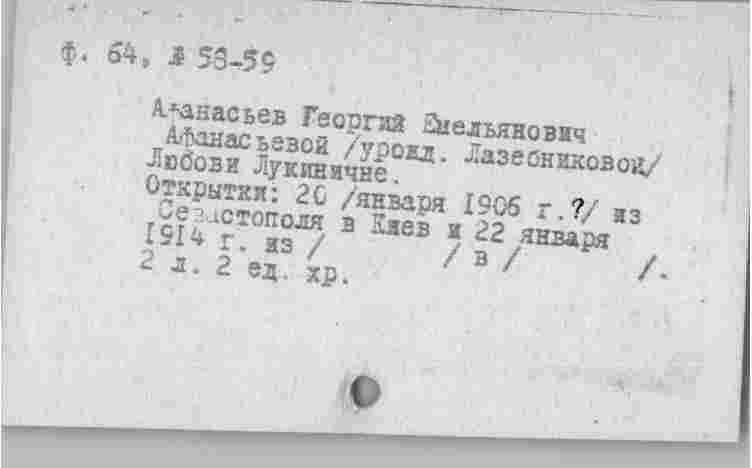 Ф. 64, № 58-59
Афанасьев Георгий Емельянович
Афанасьевой /урожд. Лазебниковой/
Любови Лукиничне.
Открытки: 20 /января 1906 г.?/ из
Севастополя в Киев и 22 января
1914 г. из / / в / /.
2 л. 2 ед. хр.